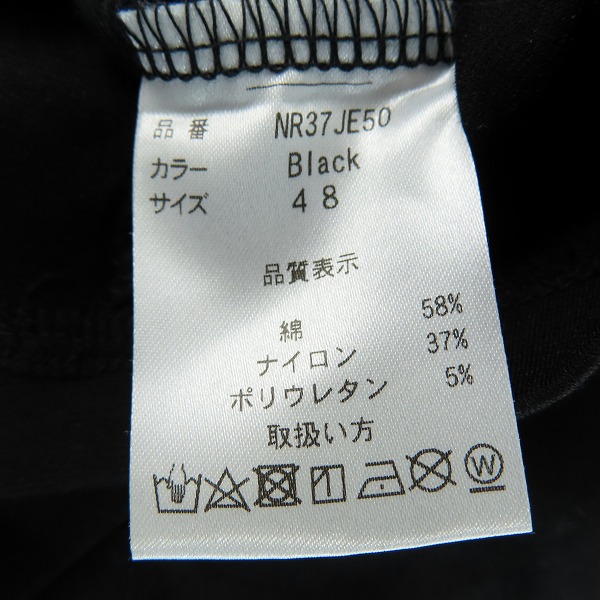 品番 NR37JE50
カラー Black
サイズ 48
品質表示
綿 58%
ナイロン 37%
ポリウレタン 5%
取扱い方
W